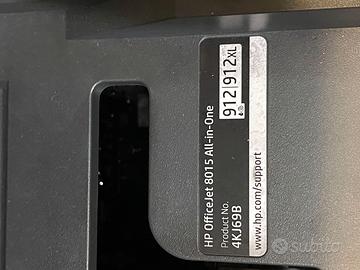 HP OfficeJet 8015 All-in-One
Product No.
4KJ69B
912 912XL
www.hp.com/support
subito